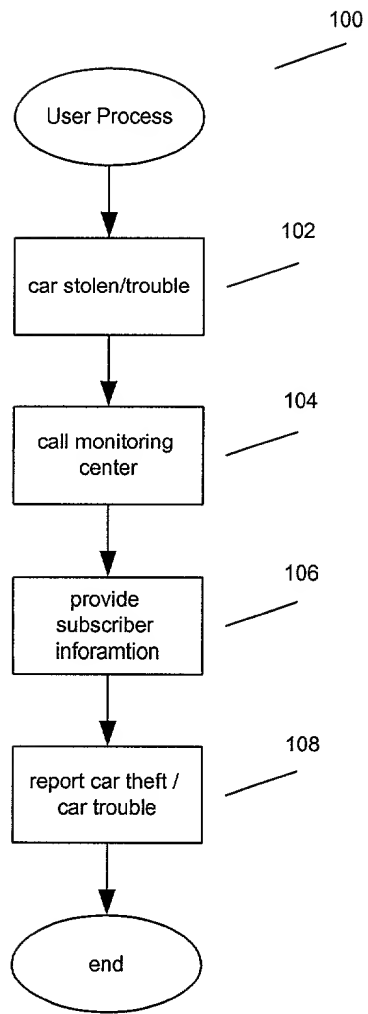 100
User Process
102
car stolen/trouble
104
call monitoring
center
106
provide
subscriber
inforamtion
108
report car theft /
car trouble
end